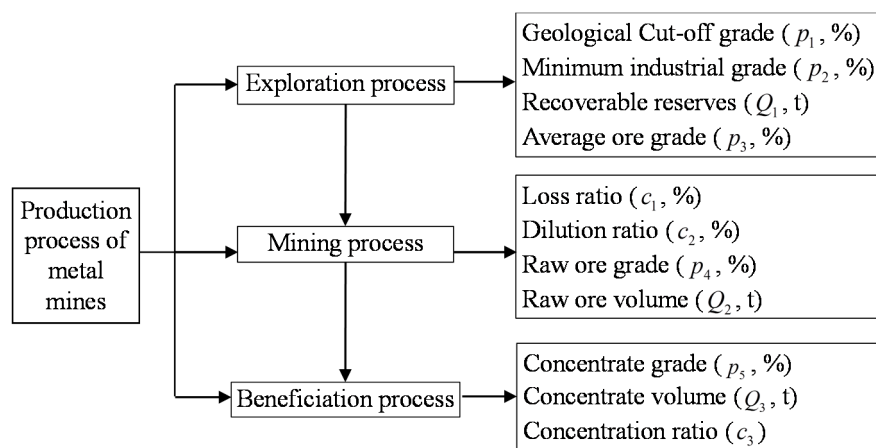 Production
process of
metal
mines
Exploration process
Mining process
Beneficiation process
Geological Cut-off grade ( p₁ , %)
Minimum industrial grade ( p₂ , %)
Recoverable reserves ( Q₁ , t)
Average ore grade ( p₃ , %)
Loss ratio ( c₁ , %)
Dilution ratio ( c₂ , %)
Raw ore grade ( p₄ , %)
Raw ore volume ( Q₂ , t)
Concentrate grade ( p₅ , %)
Concentrate volume ( Q₃ , t)
Concentration ratio ( c₃ )